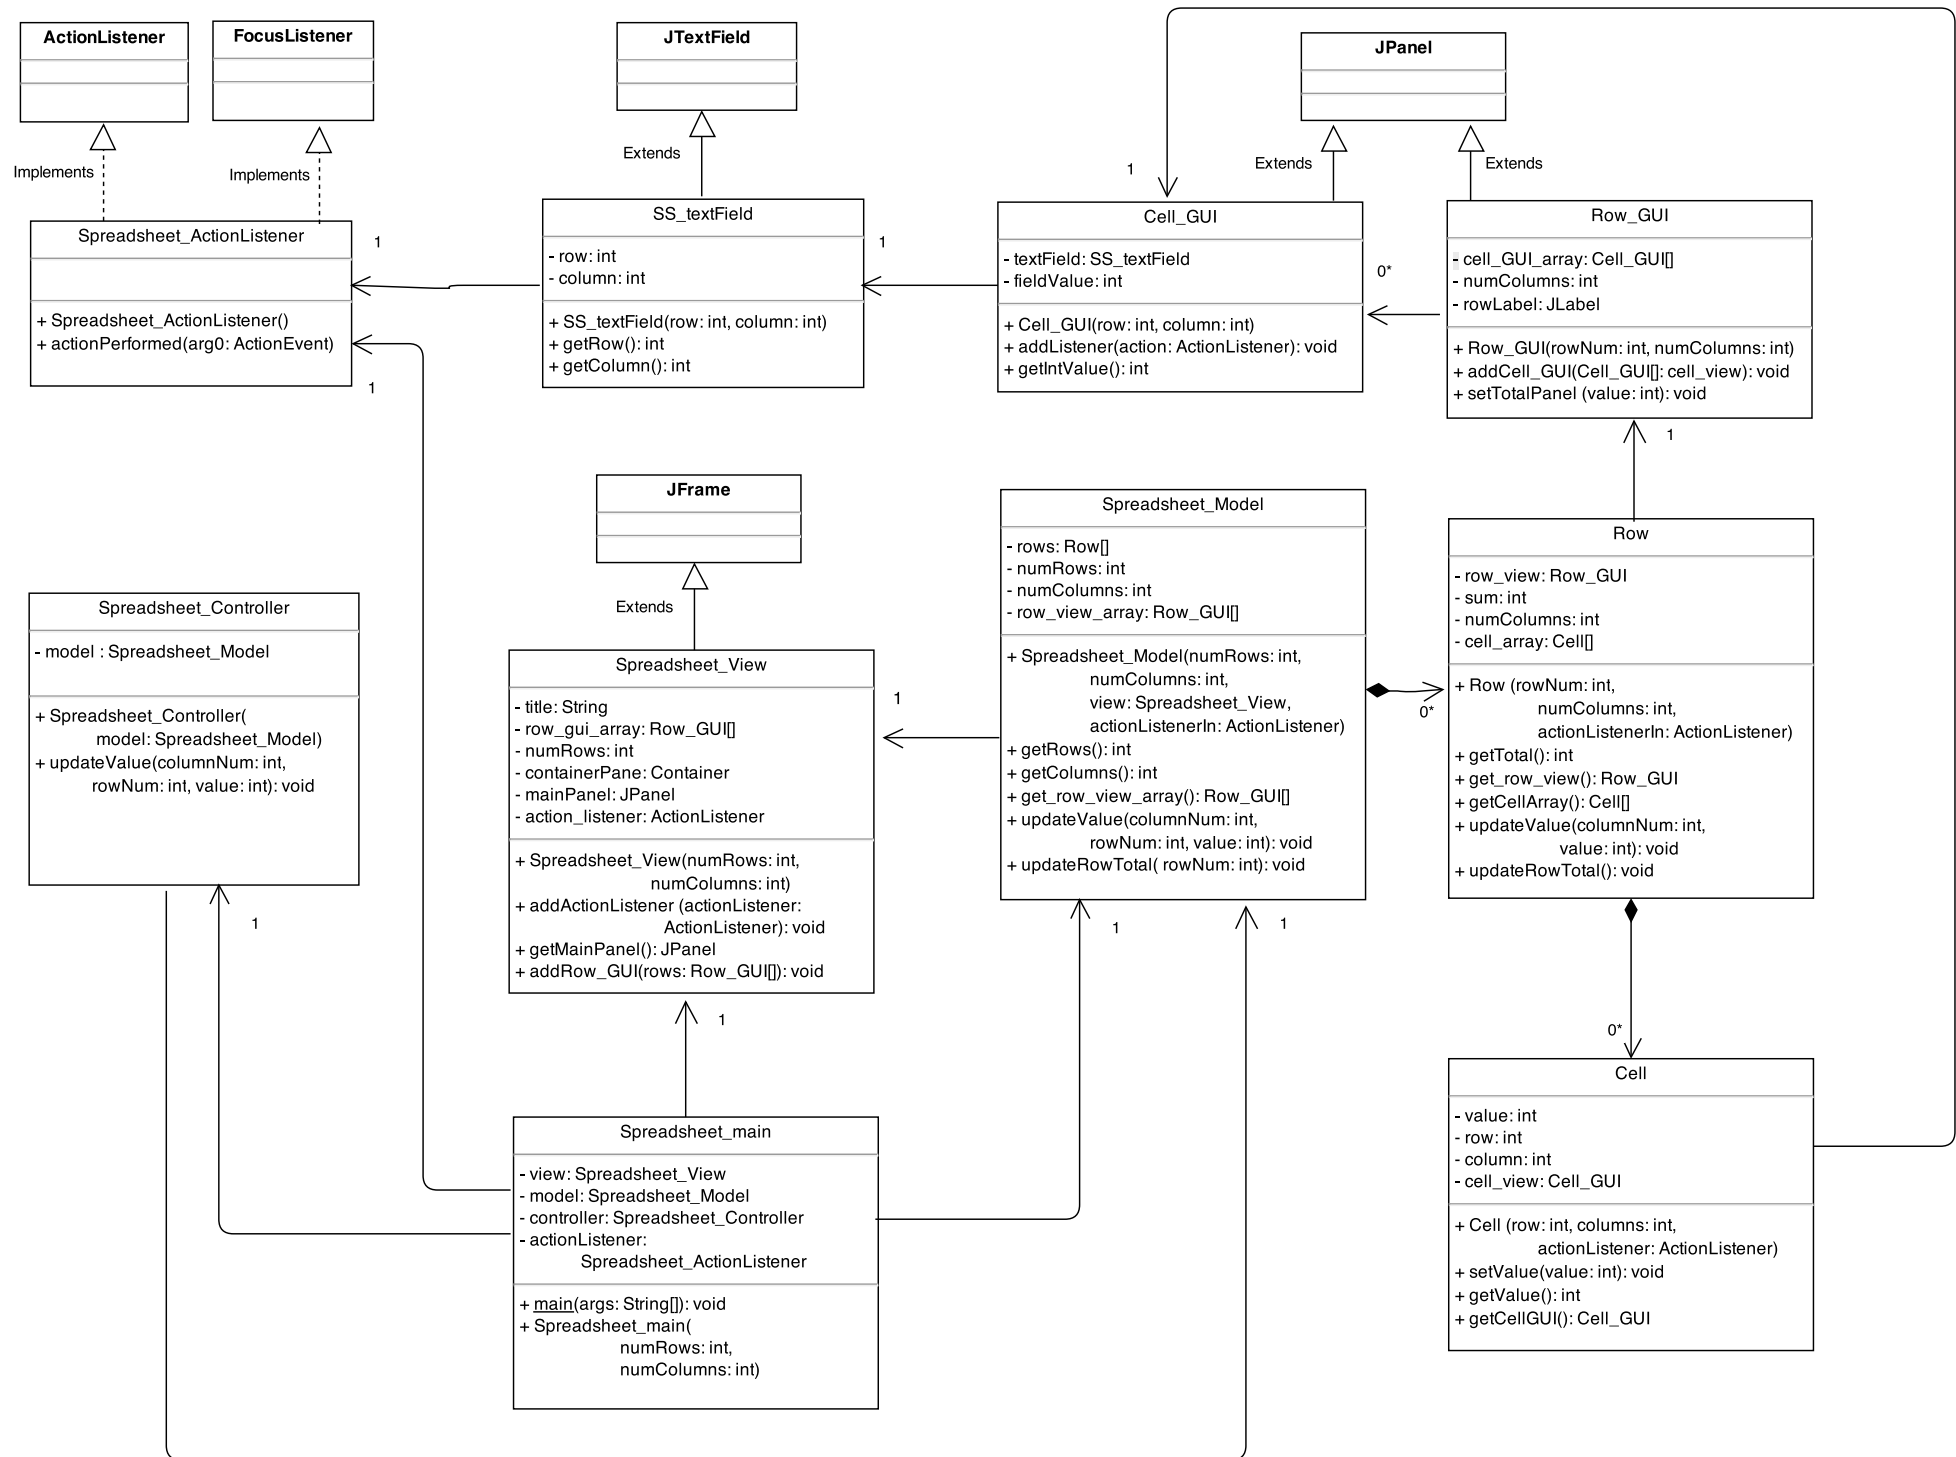 ActionListener
FocusListener
JTextField
JPanel
Implements
Implements
Extends
1
Extends
Extends
Spreadsheet_ActionListener
+ Spreadsheet_ActionListener()
+ actionPerformed(arg0: ActionEvent)
1
1
SS_textField
- row: int
- column: int
+ SS_textField(row: int, column: int)
+ getRow(): int
+ getColumn(): int
1
Cell_GUI
- textField: SS_textField
- fieldValue: int
+ Cell_GUI(row: int, column: int)
+ addListener(action: ActionListener): void
+ getIntValue(): int
0*
Row_GUI
- cell_GUI_array: Cell_GUI[]
- numColumns: int
- rowLabel: JLabel
+ Row_GUI(rowNum: int, numColumns: int)
+ addCell_GUI(Cell_GUI[]: cell_view): void
+ setTotalPanel (value: int): void
1
JFrame
Extends
Spreadsheet_Controller
- model : Spreadsheet_Model
+ Spreadsheet_Controller(
model: Spreadsheet_Model)
+ updateValue(columnNum: int,
rowNum: int, value: int): void
1
Spreadsheet_View
- title: String
- row_gui_array: Row_GUI[]
- numRows: int
- containerPane: Container
- mainPanel: JPanel
- action_listener: ActionListener
+ Spreadsheet_View(numRows: int,
numColumns: int)
+ addActionListener (actionListener:
ActionListener): void
+ getMainPanel(): JPanel
+ addRow_GUI(rows: Row_GUI[]): void
1
1
Spreadsheet_Model
- rows: Row[]
- numRows: int
- numColumns: int
- row_view_array: Row_GUI[]
+ Spreadsheet_Model(numRows: int,
numColumns: int,
view: Spreadsheet_View,
actionListenerIn: ActionListener)
+ getRows(): int
+ getColumns(): int
+ get_row_view_array(): Row_GUI[]
+ updateValue(columnNum: int,
rowNum: int, value: int): void
+ updateRowTotal( rowNum: int): void
1
1
0*
Row
- row_view: Row_GUI
- sum: int
- numColumns: int
- cell_array: Cell[]
+ Row (rowNum: int,
numColumns: int,
actionListenerIn: ActionListener)
+ getTotal(): int
+ get_row_view(): Row_GUI
+ getCellArray(): Cell[]
+ updateValue(columnNum: int,
value: int): void
+ updateRowTotal(): void
0*
Spreadsheet_main
- view: Spreadsheet_View
- model: Spreadsheet_Model
- controller: Spreadsheet_Controller
- actionListener:
Spreadsheet_ActionListener
+ main(args: String[]): void
+ Spreadsheet_main(
numRows: int,
numColumns: int)
Cell
- value: int
- row: int
- column: int
- cell_view: Cell_GUI
+ Cell (row: int, columns: int,
actionListener: ActionListener)
+ setValue(value: int): void
+ getValue(): int
+ getCellGUI(): Cell_GUI